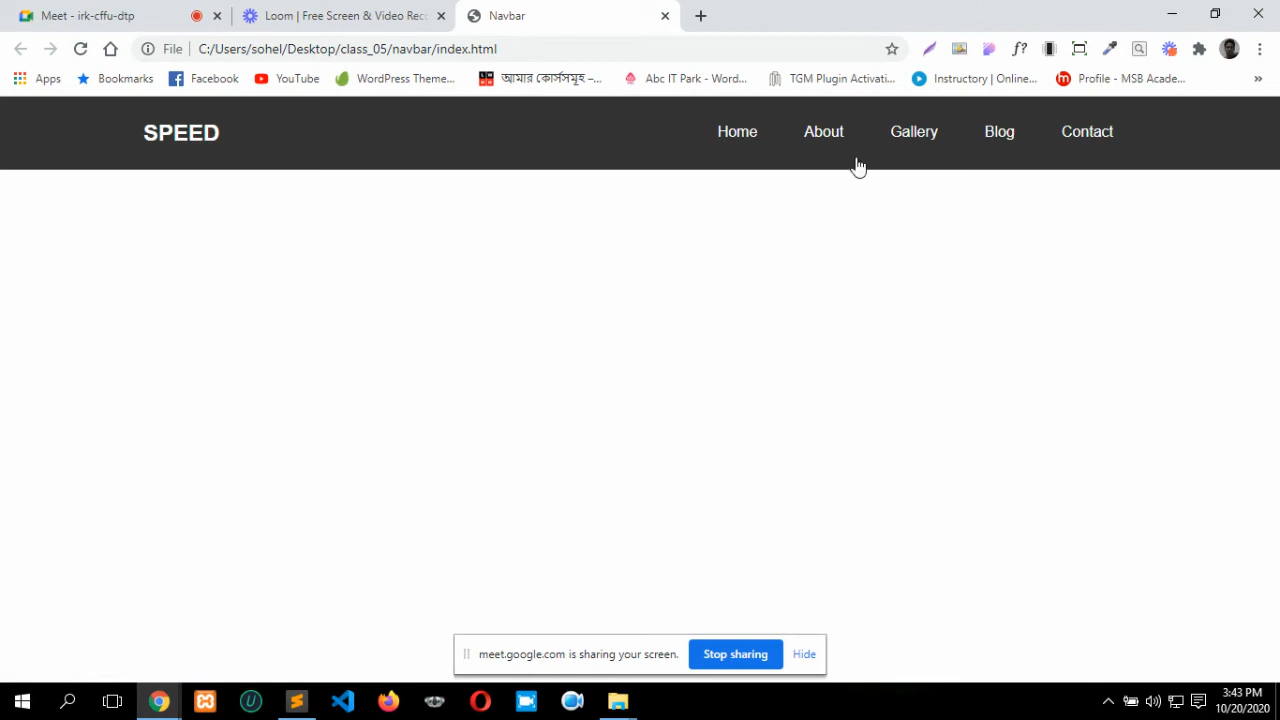 Meet - irk-cffu-dtp
Loom | Free Screen & Video Rec
Navbar
File C:/Users/sohel/Desktop/class_05/navbar/index.html
f?
Apps Bookmarks Facebook YouTube WordPress Theme... আমার কোর্সসমূহ –... Abc IT Park - Word... TGM Plugin Activati... Instructory | Online... Profile - MSB Acade... »
SPEED Home About Gallery Blog Contact
meet.google.com is sharing your screen. Stop sharing Hide
3:43 PM
10/20/2020